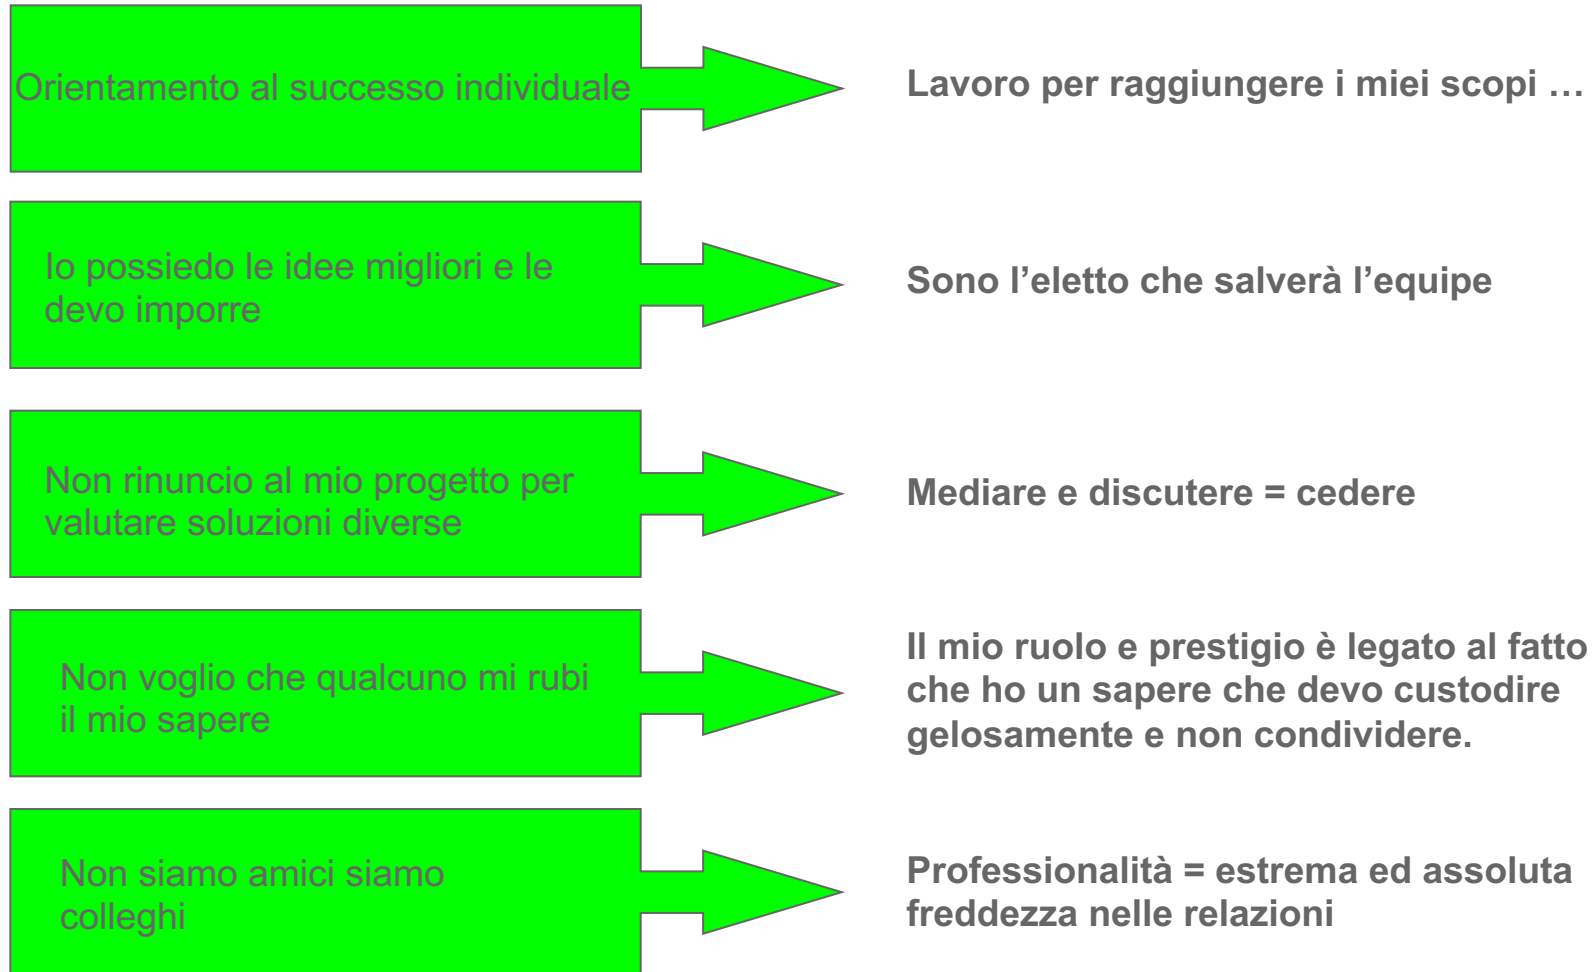 Orientamento al successo individuale
Lavoro per raggiungere i miei scopi …
Io possiedo le idee migliori e le
devo imporre
Sono l’eletto che salverà l’equipe
Non rinuncio al mio progetto per
valutare soluzioni diverse
Mediare e discutere = cedere
Non voglio che qualcuno mi rubi
il mio sapere
Il mio ruolo e prestigio è legato al fatto
che ho un sapere che devo custodire
gelosamente e non condividere.
Non siamo amici siamo
colleghi
Professionalità = estrema ed assoluta
freddezza nelle relazioni